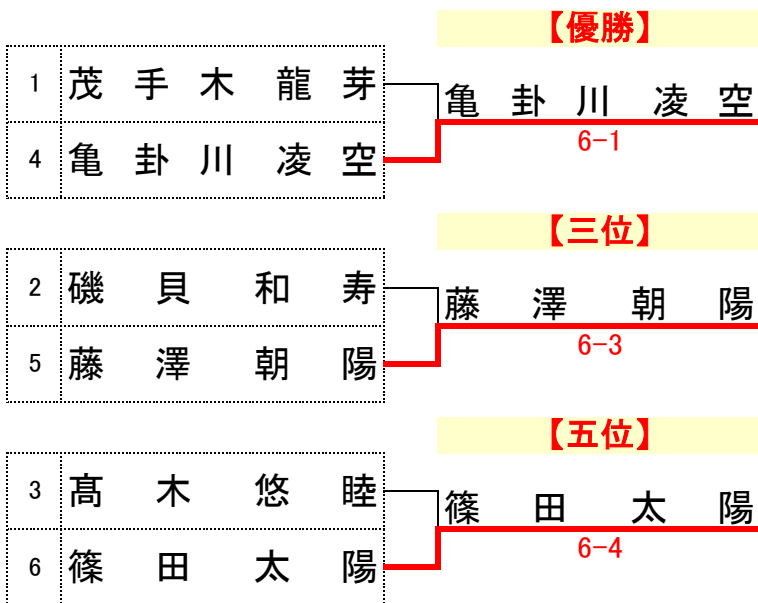 【優勝】
1 茂手木 龍芽
亀卦川 凌空
4 亀卦川 凌空
6-1
【三位】
2 磯貝 和寿
藤澤 朝陽
5 藤澤 朝陽
6-3
【五位】
3 髙木 悠睦
篠田 太陽
6 篠田 太陽
6-4